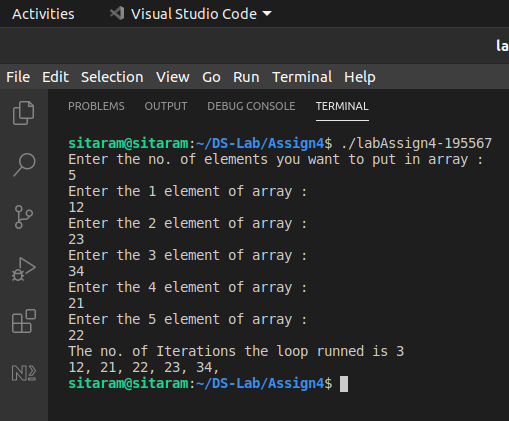 Activities Visual Studio Code
la
File Edit Selection View Go Run Terminal Help
PROBLEMS OUTPUT DEBUG CONSOLE TERMINAL
sitaram@sitaram:~/DS-Lab/Assign4$ ./labAssign4-195567
Enter the no. of elements you want to put in array :
5
Enter the 1 element of array :
12
Enter the 2 element of array :
23
Enter the 3 element of array :
34
Enter the 4 element of array :
21
Enter the 5 element of array :
22
The no. of Iterations the loop runned is 3
12, 21, 22, 23, 34,
sitaram@sitaram:~/DS-Lab/Assign4$